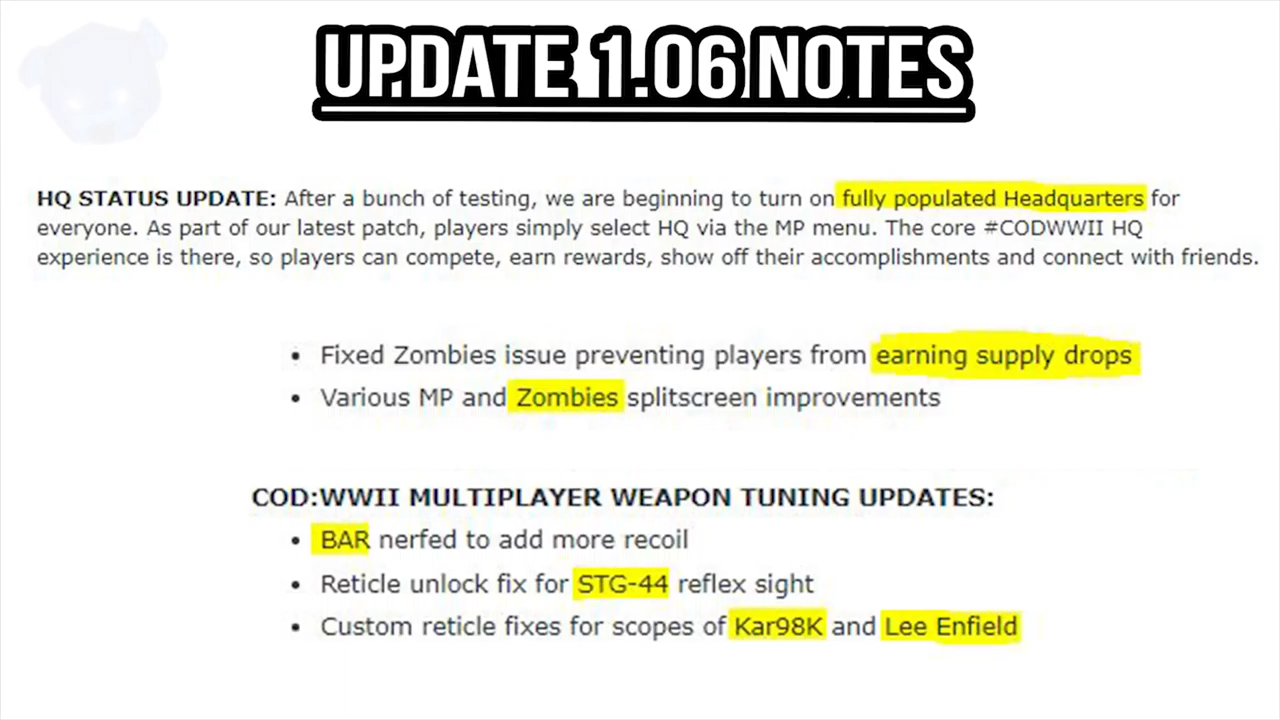 UPDATE 1.06 NOTES
HQ STATUS UPDATE: After a bunch of testing, we are beginning to turn on fully populated Headquarters for
everyone. As part of our latest patch, players simply select HQ via the MP menu. The core #CODWWII HQ
experience is there, so players can compete, earn rewards, show off their accomplishments and connect with friends.
• Fixed Zombies issue preventing players from earning supply drops
• Various MP and Zombies splitscreen improvements
COD:WWII MULTIPLAYER WEAPON TUNING UPDATES:
• BAR nerfed to add more recoil
• Reticle unlock fix for STG-44 reflex sight
• Custom reticle fixes for scopes of Kar98K and Lee Enfield